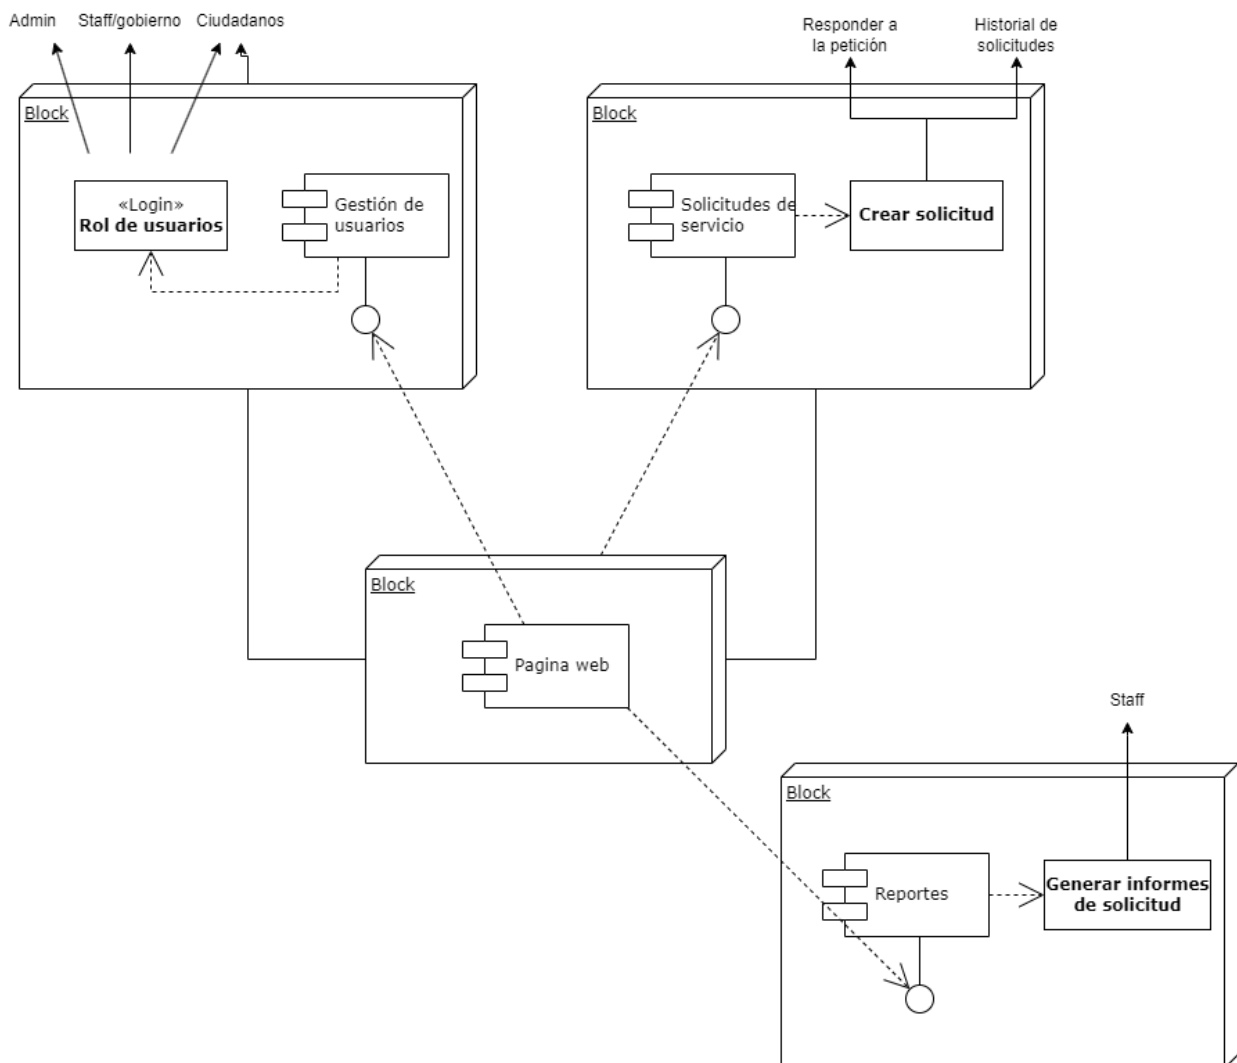 Admin
Staff/gobierno
Ciudadanos
Responder a
la petición
Historial de
solicitudes
Block
«Login»
Rol de usuarios
Gestión de
usuarios
Block
Solicitudes de
servicio
Crear solicitud
Block
Pagina web
Staff
Block
Reportes
Generar informes
de solicitud